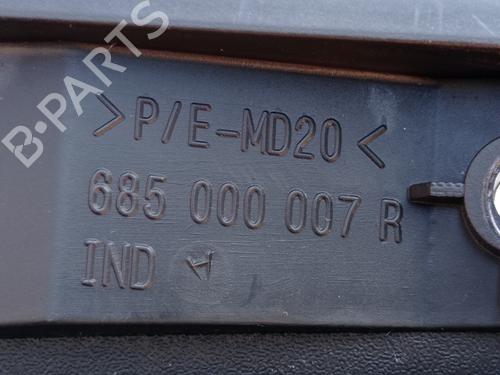 B-PARTS
>P/E-MD20<
685 000 007 R
IND A